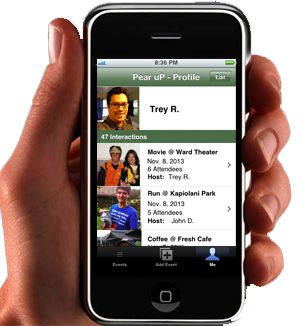 8:36 PM
Pear uP - Profile Edit
Trey R.
47 Interactions
Movie @ Ward Theater
Nov. 8, 2013
6 Attendees
Host: Trey R.
Run @ Kapiolani Park
Nov. 8, 2013
5 Attendees
Host: John D.
Coffee @ Fresh Cafe
Events Add Event Me